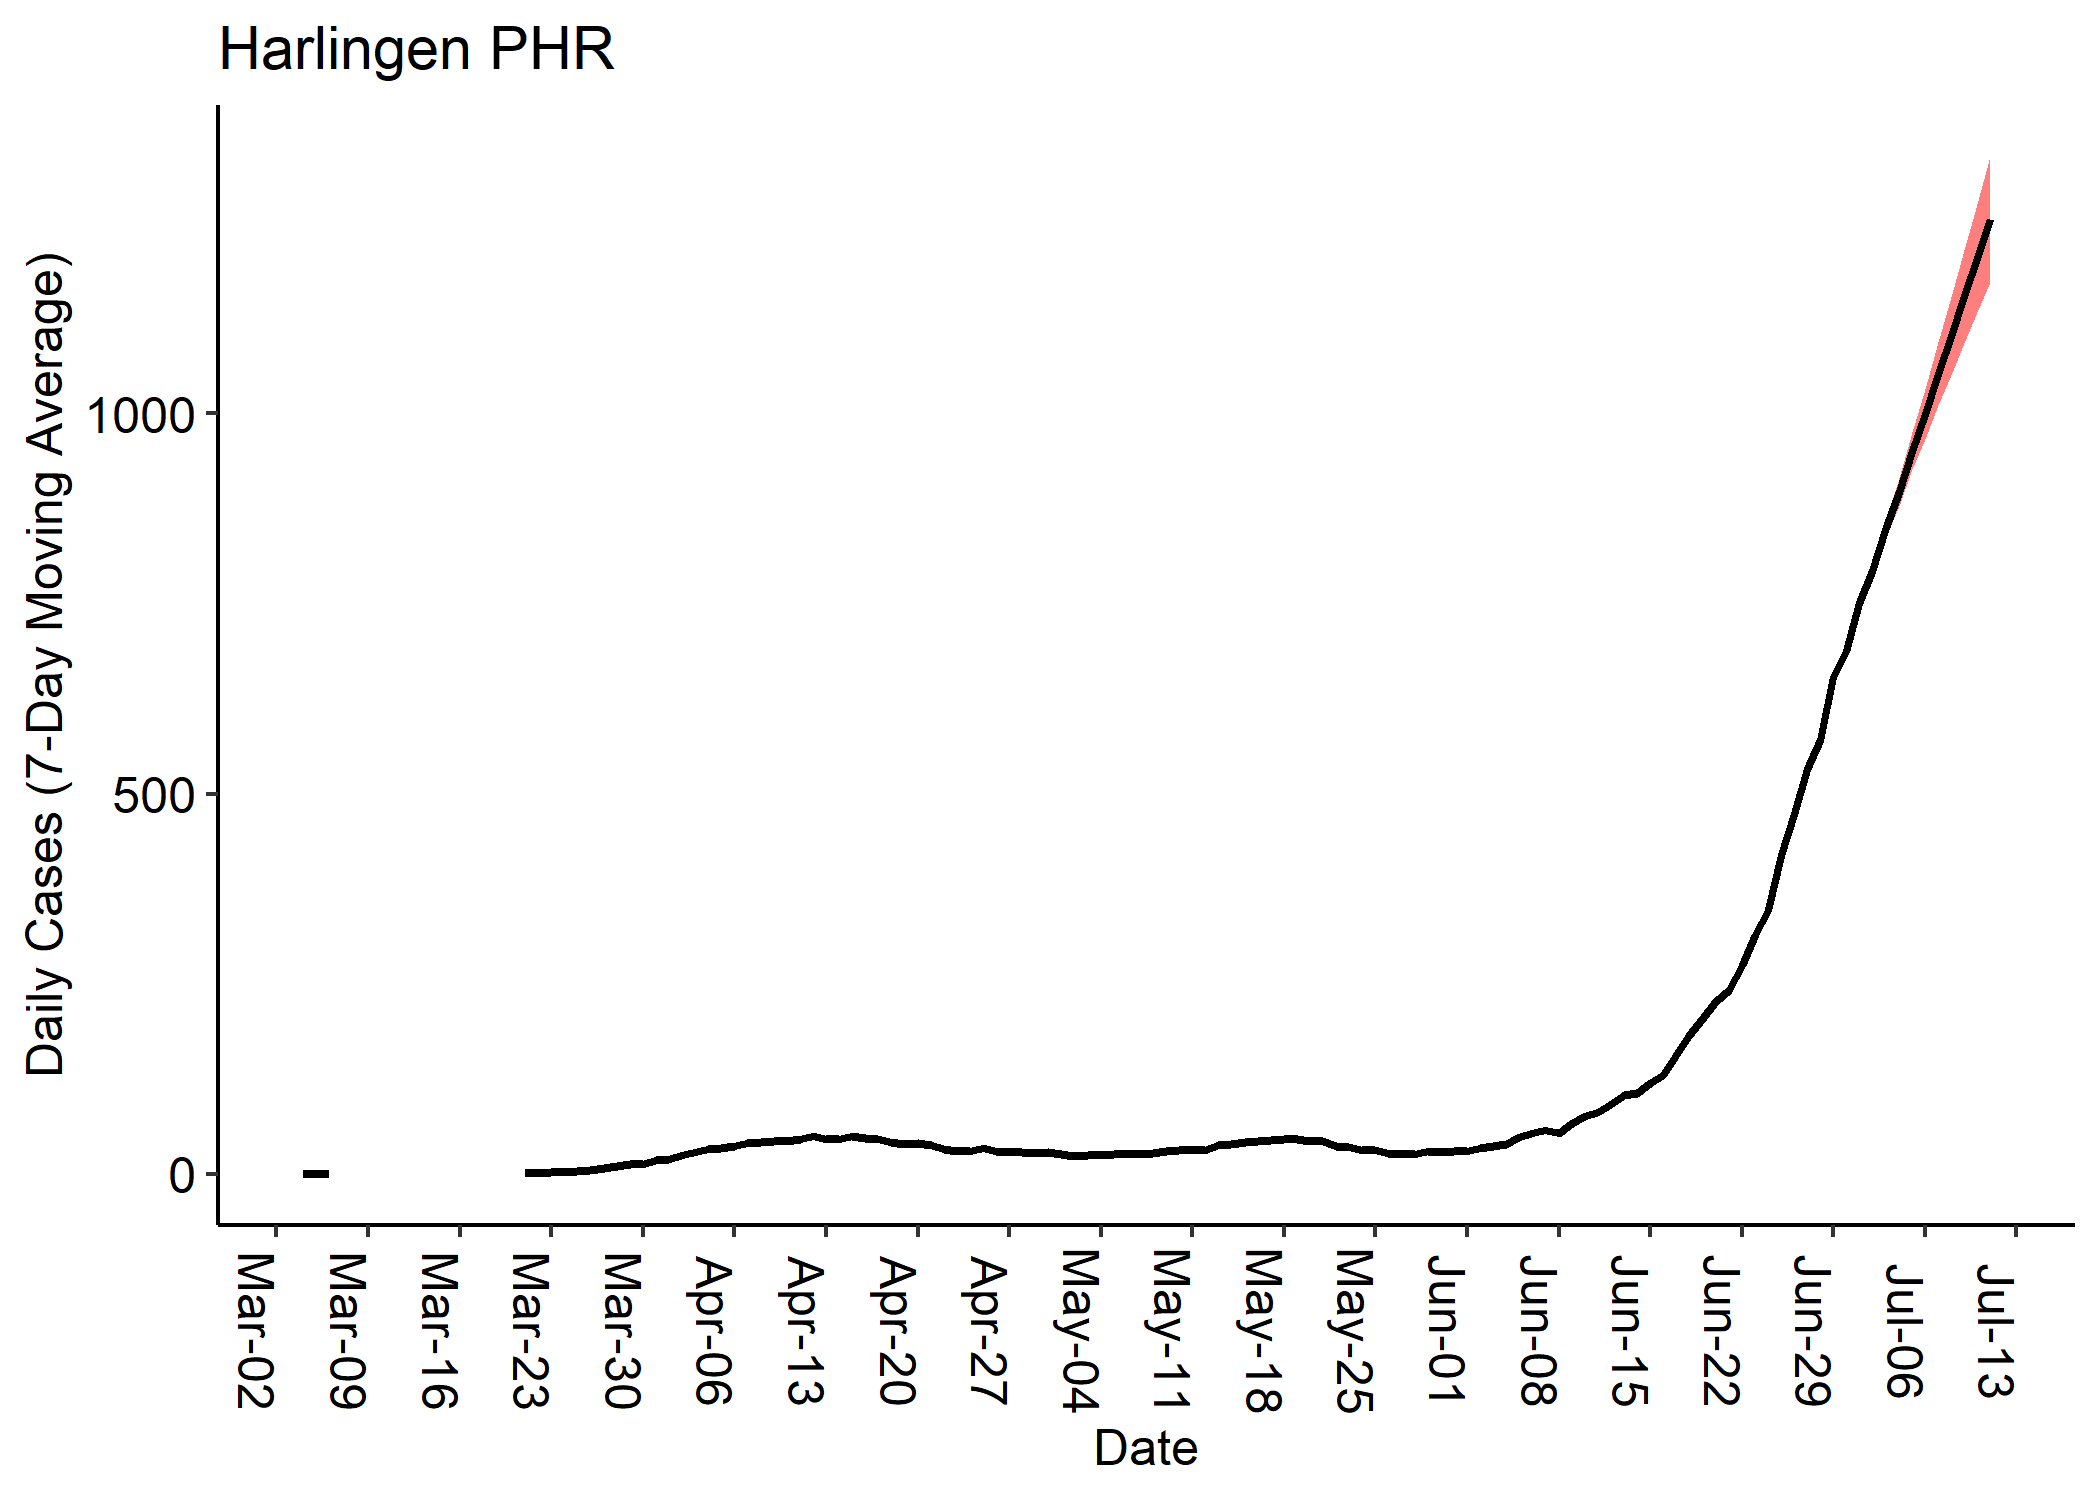 Harlingen PHR
Daily Cases (7-Day Moving Average)
1000
500
0
Mar-02
Mar-09
Mar-16
Mar-23
Mar-30
Apr-06
Apr-13
Apr-20
Apr-27
May-04
May-11
May-18
May-25
Jun-01
Jun-08
Jun-15
Jun-22
Jun-29
Jul-06
Jul-13
Date